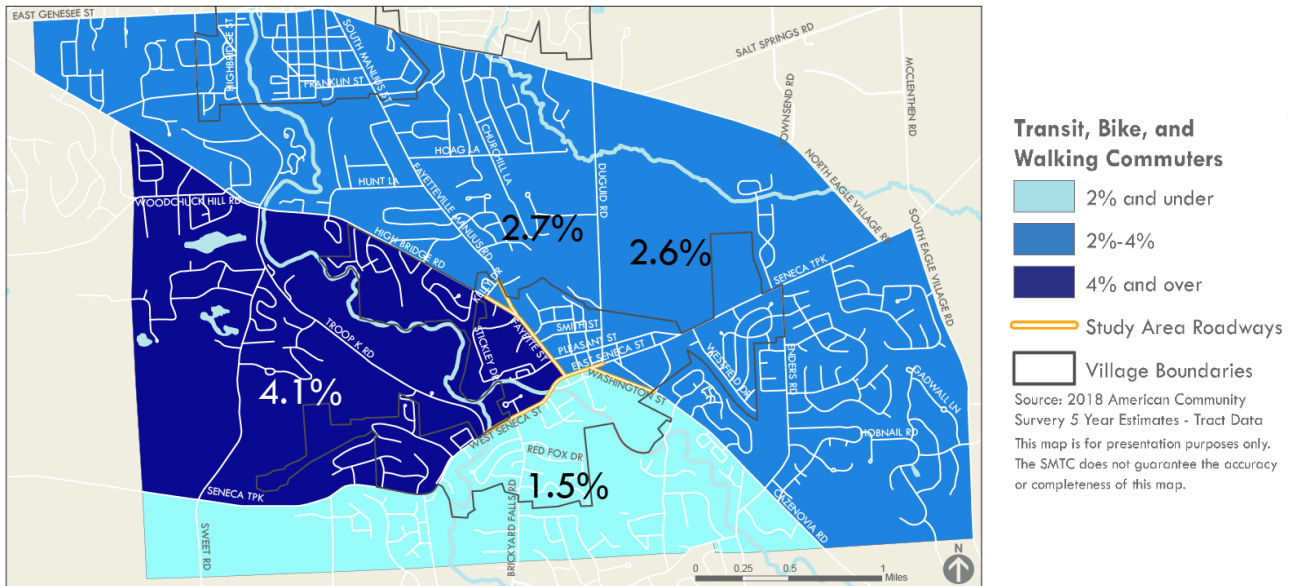 EAST GENESEE ST
HIGHBRIDGE ST
SOUTH MANLIUS ST
FRANKLIN ST
SALT SPRINGS RD
TOWNSEND RD
MCCLENTHEN RD
HOAG LA
CHURCHILL LA
HUNT LA
FAYETTEVILLE MANLIUS RD
DUGUID RD
NORTH EAGLE VILLAGE RD
SOUTH EAGLE VILLAGE RD
WOODCHUCK HILL RD
HIGH BRIDGE RD
2.7%
2.6%
SENECA TPK
KALIN DR
FAYETTE ST
SMITH ST
PLEASANT ST
EAST SENECA ST
STICKLEY DR
TROOP K RD
WASHINGTON ST
WESTFIELD DR
ENDERS RD
GADWALL LN
HOBNAIL RD
4.1%
WEST SENECA ST
RED FOX DR
1.5%
SENECA TPK
SWEET RD
BRICKYARD FALLS RD
CAZENOVIA RD
0 0.25 0.5 1
Miles
N
Transit, Bike, and
Walking Commuters
2% and under
2%-4%
4% and over
Study Area Roadways
Village Boundaries
Source: 2018 American Community
Survery 5 Year Estimates - Tract Data
This map is for presentation purposes only.
The SMTC does not guarantee the accuracy
or completeness of this map.